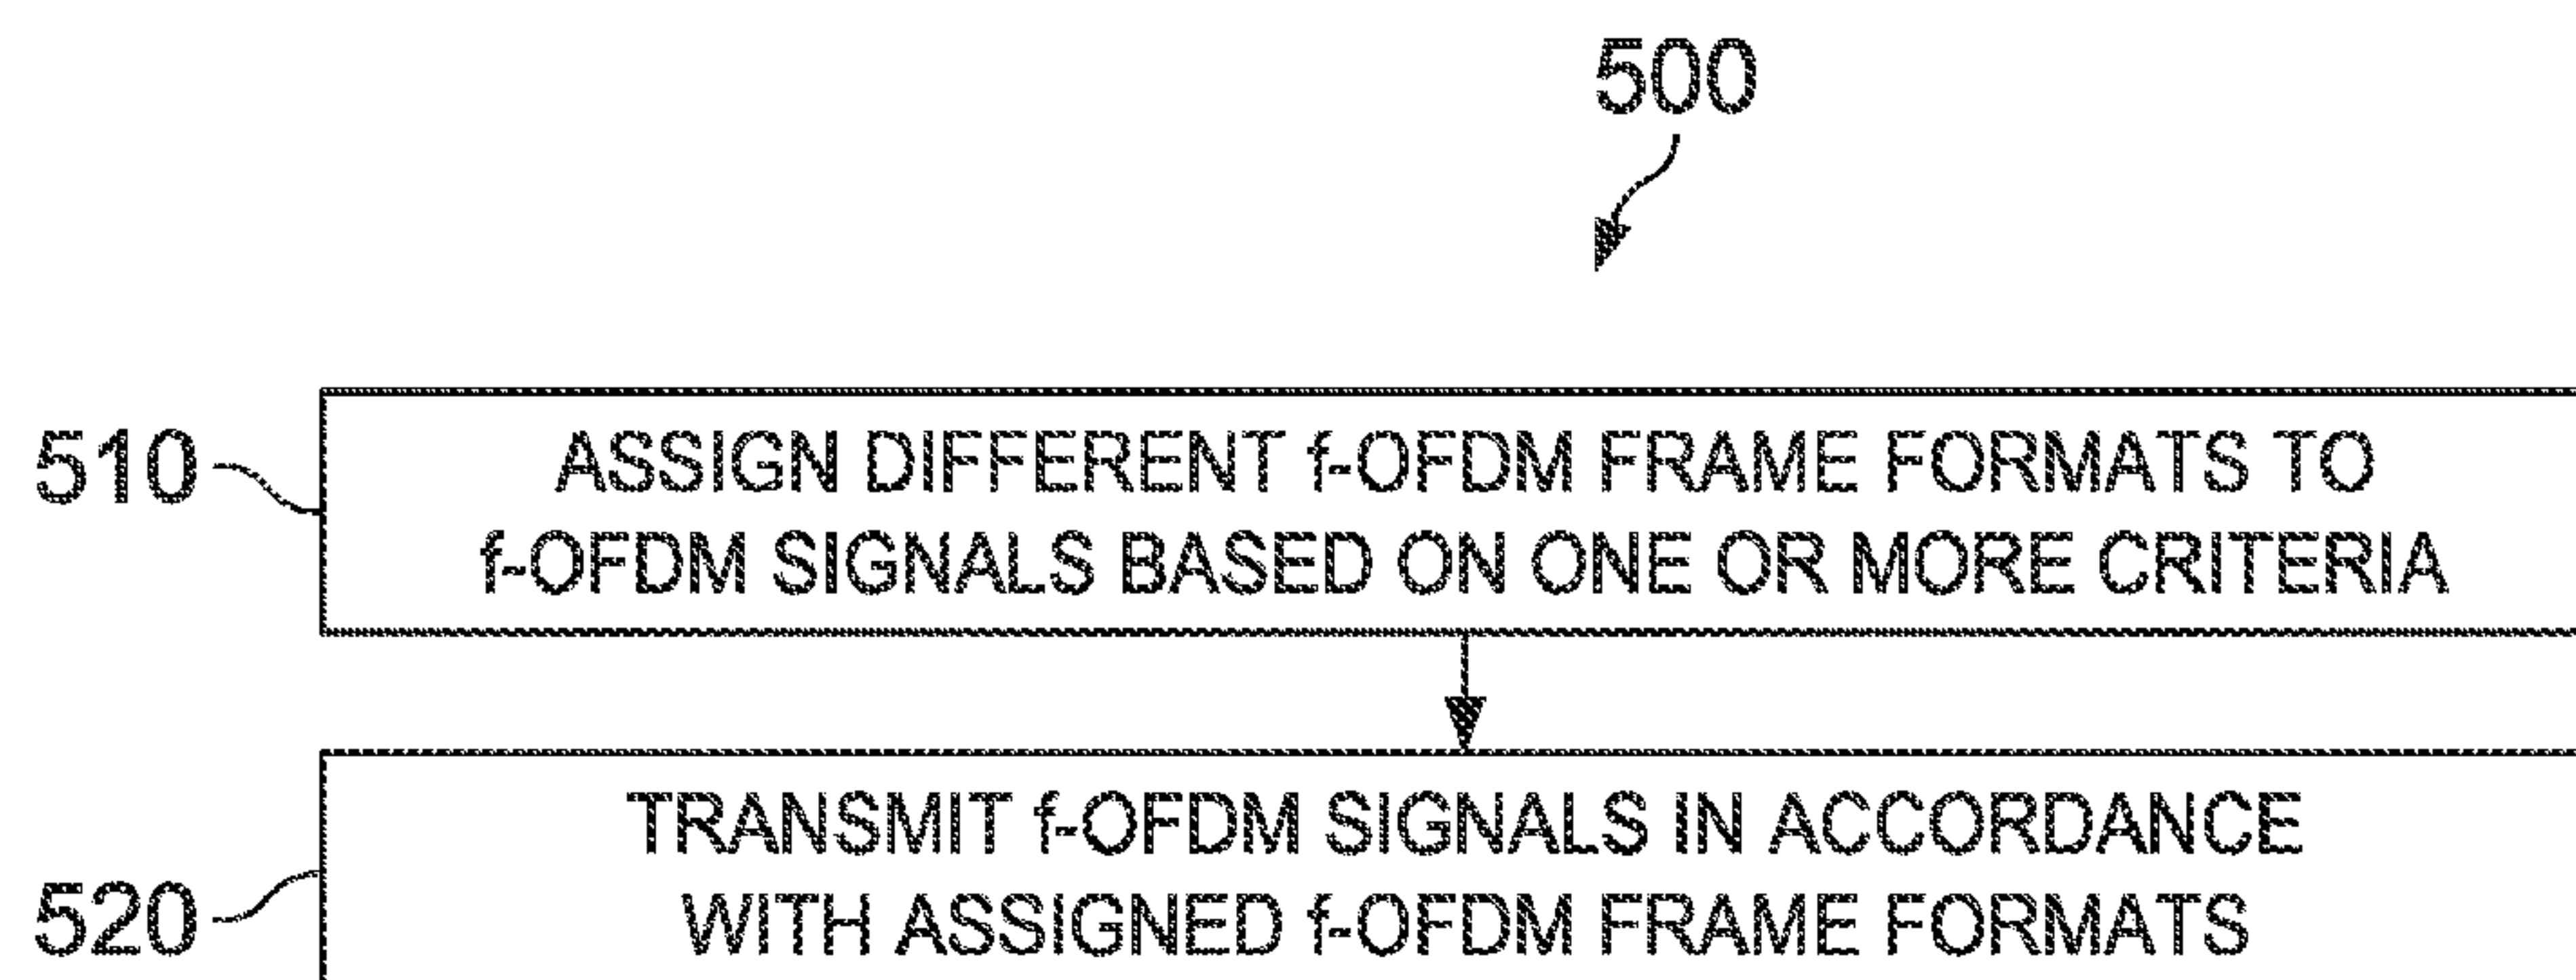 500
510
ASSIGN DIFFERENT f-OFDM FRAME FORMATS TO
f-OFDM SIGNALS BASED ON ONE OR MORE CRITERIA
520
TRANSMIT f-OFDM SIGNALS IN ACCORDANCE
WITH ASSIGNED f-OFDM FRAME FORMATS